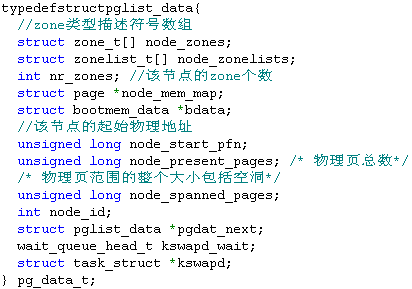 typedefstructpglist_data{
//zone类型描述符号数组
struct zone_t[] node_zones;
struct zonelist_t[] node_zonelists;
int nr_zones; //该节点的zone个数
struct page *node_mem_map;
struct bootmem_data *bdata;
//该节点的起始物理地址
unsigned long node_start_pfn;
unsigned long node_present_pages; /* 物理页总数*/
/* 物理页范围的整个大小包括空洞*/
unsigned long node_spanned_pages;
int node_id;
struct pglist_data *pgdat_next;
wait_queue_head_t kswapd_wait;
struct task_struct *kswapd;
} pg_data_t;